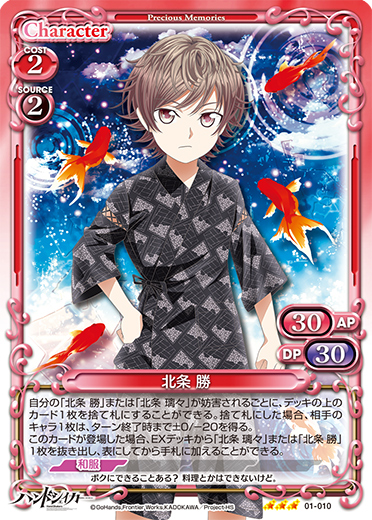 Precious Memories
Character
COST
2
SOURCE
2
30 AP
DP 30
北条 勝
自分の「北条 勝」または「北条 璃々」が妨害されるごとに、デッキの上の
カード1枚を捨て札にすることができる。捨て札にした場合、相手の
キャラ1枚は、ターン終了時まで±0/-20を得る。
このカードが登場した場合、EXデッキから「北条 璃々」または「北条 勝」
1枚を抜き出し、表にしてから手札に加えることができる。
和服
ボクにできることある? 料理とかはできないけど。
ハンドシェイカー
©GoHands,Frontier Works,KADOKAWA/Project-HS
01-010